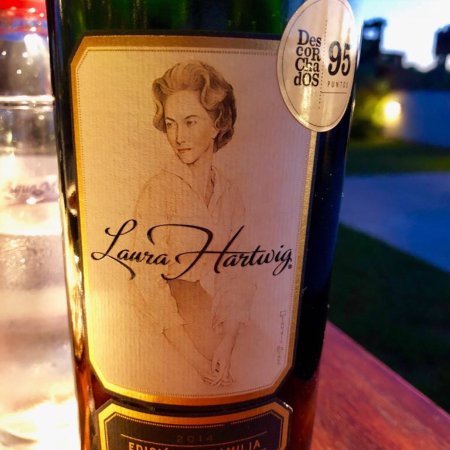 Des
cor
cha
dos
95
PUNTOS
Laura Hartwig
2014